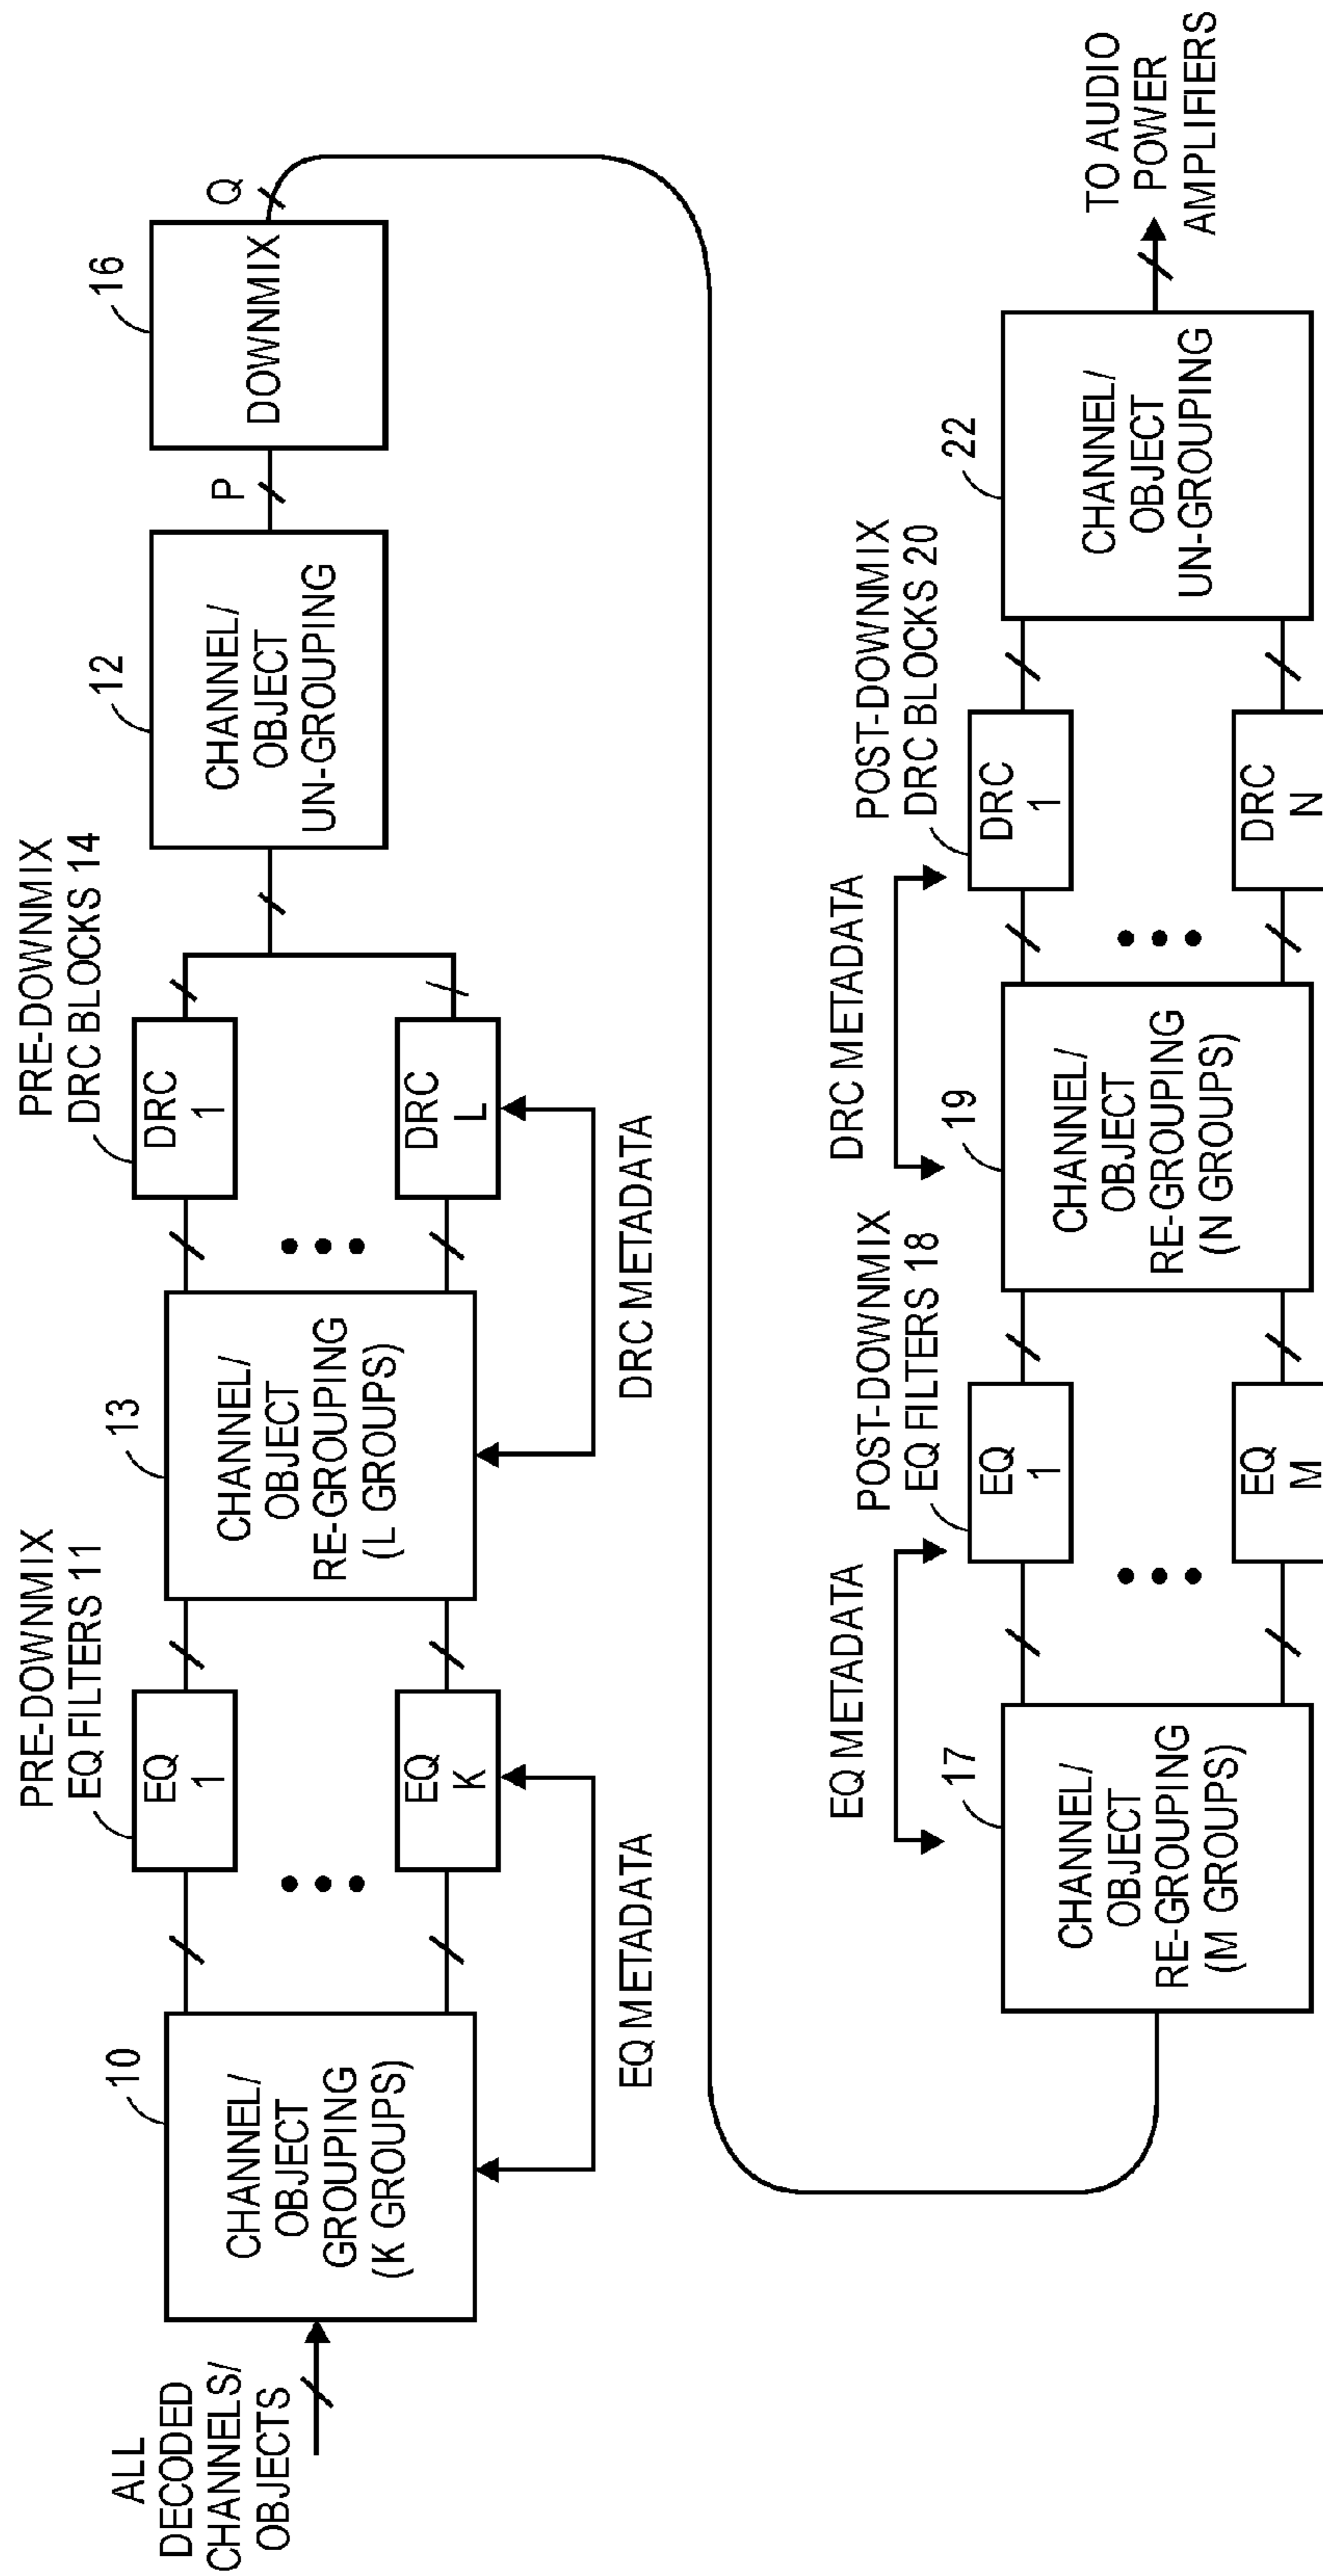 ALL
DECODED
CHANNELS/
OBJECTS
10
CHANNEL/
OBJECT
GROUPING
(K GROUPS)
EQ METADATA
PRE-DOWNMIX
EQ FILTERS 11
EQ
1
EQ
K
13
CHANNEL/
OBJECT
RE-GROUPING
(L GROUPS)
DRC METADATA
PRE-DOWNMIX
DRC BLOCKS 14
DRC
1
DRC
L
12
CHANNEL/
OBJECT
UN-GROUPING
P
16
DOWNMIX
Q
17
CHANNEL/
OBJECT
RE-GROUPING
(M GROUPS)
EQ METADATA
POST-DOWNMIX
EQ FILTERS 18
EQ
1
EQ
M
19
CHANNEL/
OBJECT
RE-GROUPING
(N GROUPS)
DRC METADATA
POST-DOWNMIX
DRC BLOCKS 20
DRC
1
DRC
N
22
CHANNEL/
OBJECT
UN-GROUPING
TO AUDIO
POWER
AMPLIFIERS